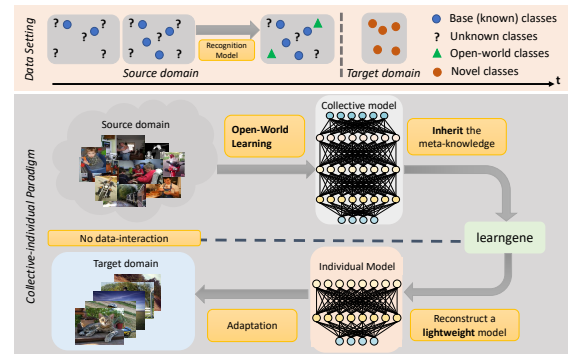 Data Setting
?
?
?
?
?
?
?
?
?
?
?
?
?
Recognition
Model
Source domain
Target domain
Base (known) classes
? Unknown classes
Open-world classes
Novel classes
t
Collective-individual Paradigm
Source domain
Open-World
Learning
Collective model
Inherit the
meta-knowledge
No data-interaction
learngene
Target domain
Adaptation
Individual Model
Reconstruct a
lightweight model